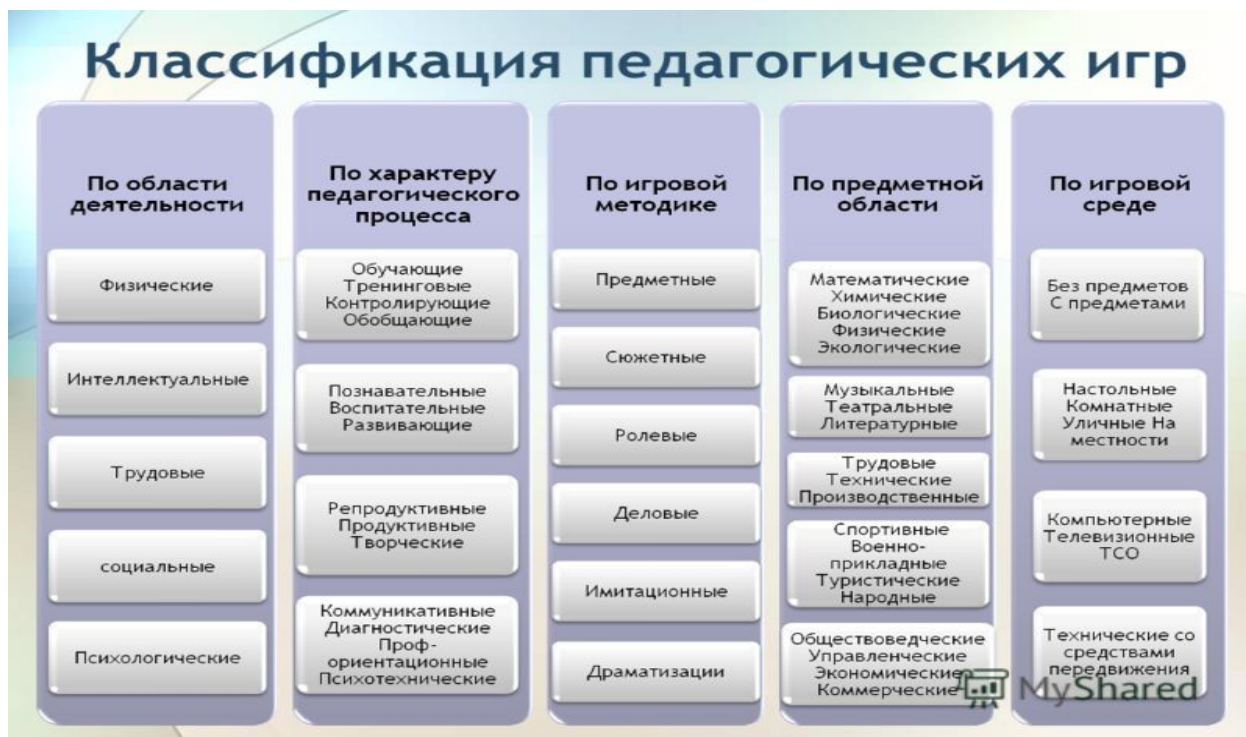 Классификация педагогических игр
По области
деятельности
Физические
Интеллектуальные
Трудовые
социальные
Психологические
По характеру
педагогического
процесса
Обучающие
Тренинговые
Контролирующие
Обобщающие
Познавательные
Воспитательные
Развивающие
Репродуктивные
Продуктивные
Творческие
Коммуникативные
Диагностические
Проф-
ориентационные
Психотехнические
По игровой
методике
Предметные
Сюжетные
Ролевые
Деловые
Имитационные
Драматизации
По предметной
области
Математические
Химические
Биологические
Физические
Экологические
Музыкальные
Театральные
Литературные
Трудовые
Технические
Производственные
Спортивные
Военно-
прикладные
Туристические
Народные
Обществоведческие
Управленческие
Экономические
Коммерческие
По игровой
среде
Без предметов
С предметами
Настольные
Комнатные
Уличные На
местности
Компьютерные
Телевизионные
ТСО
Технические со
средствами
передвижения
MyShared